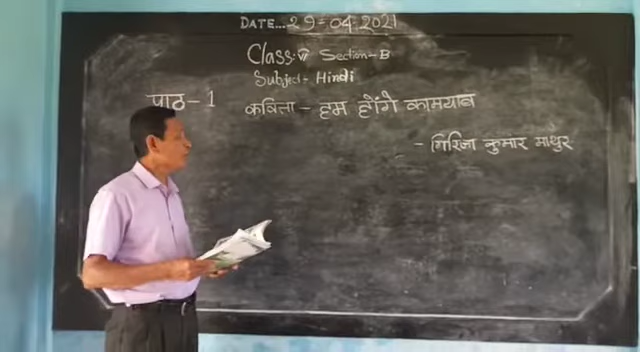 DATE...29-04-2021
Class:-VI Section-B
Subject- Hindi
पाठ-1 कविता - हम होंगे कामयाब
- गिरिजा कुमार माथुर